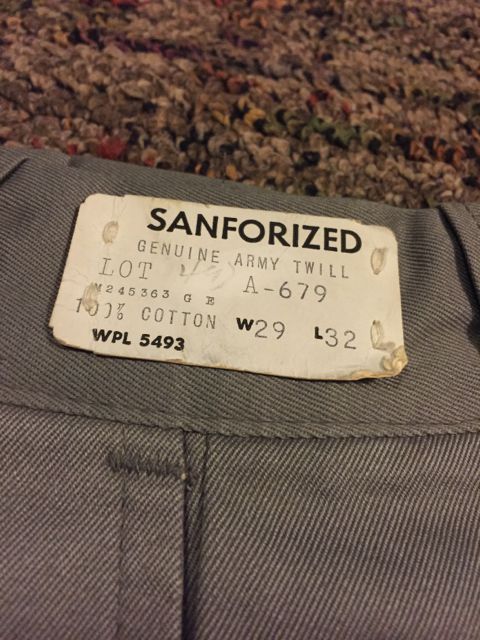 SANFORIZED
GENUINE ARMY TWILL
LOT A-679
M245363 G E
100% COTTON W29 L32
WPL 5493